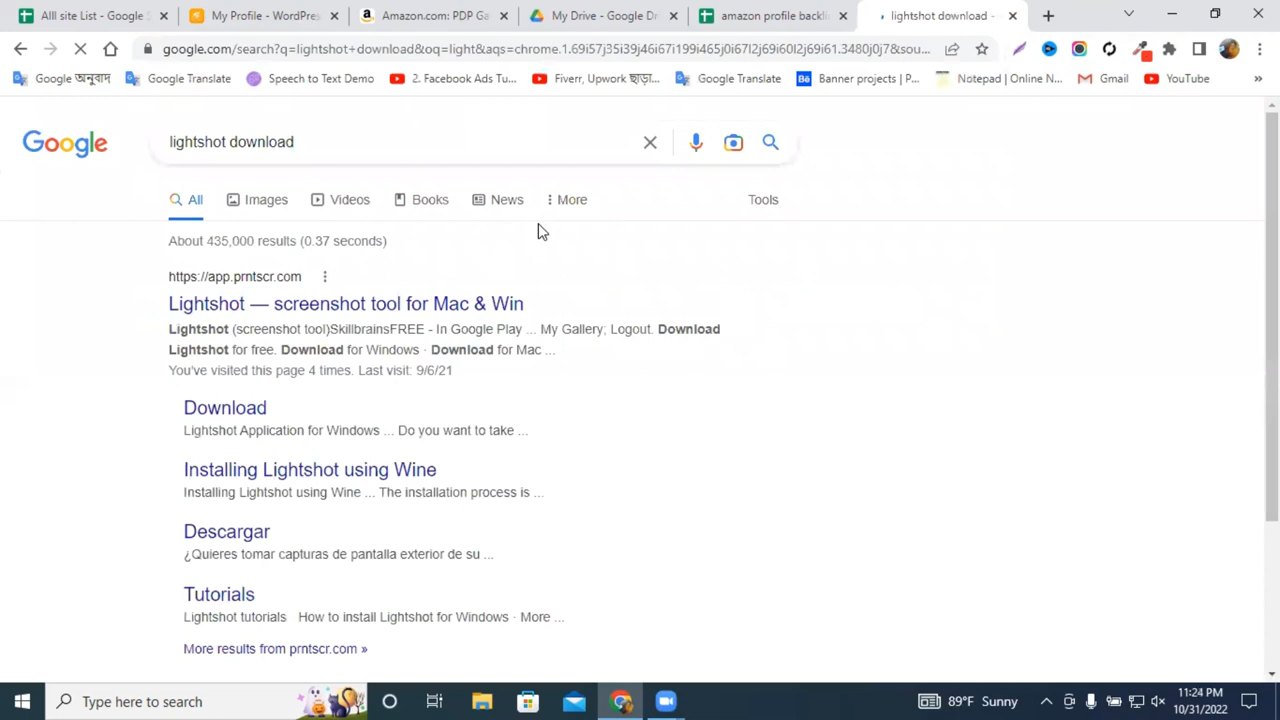 Alll site List - Google S
My Profile - WordPress
Amazon.com: PDP Ga
My Drive - Google Dr
amazon profile backli
lightshot download -
google.com/search?q=lightshot+download&oq=light&aqs=chrome.1.69i57j35i39j46i67i199i465j0i67l2j69i60l2j69i61.3480j0j7&sou...
Google অনুবাদ
Google Translate
Speech to Text Demo
2. Facebook Ads Tu...
Fiverr, Upwork ছাড়া...
Google Translate
Banner projects | P...
Notepad | Online N...
Gmail
YouTube
Google
lightshot download
All
Images
Videos
Books
News
More
Tools
About 435,000 results (0.37 seconds)
https://app.prntscr.com
Lightshot — screenshot tool for Mac & Win
Lightshot (screenshot tool)SkillbrainsFREE - In Google Play ... My Gallery; Logout. Download
Lightshot for free. Download for Windows · Download for Mac ...
You've visited this page 4 times. Last visit: 9/6/21
Download
Lightshot Application for Windows ... Do you want to take ...
Installing Lightshot using Wine
Installing Lightshot using Wine ... The installation process is ...
Descargar
¿Quieres tomar capturas de pantalla exterior de su ...
Tutorials
Lightshot tutorials How to install Lightshot for Windows · More ...
More results from prntscr.com »
Type here to search
89°F Sunny
11:24 PM
10/31/2022